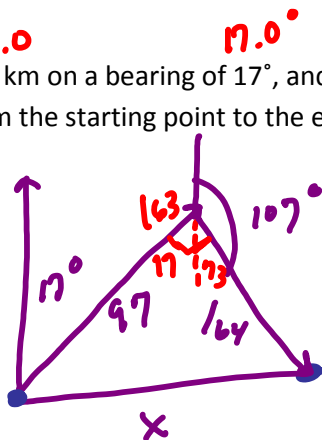 .0 17.0°
km on a bearing of 17˚, and
the starting point to the
163 107°
17° 17 73
97 164
x